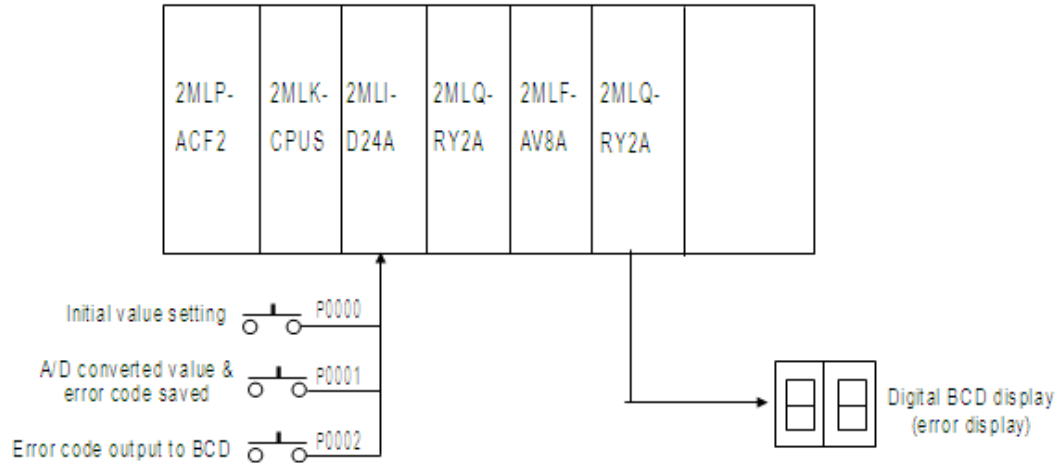 2MLP-
ACF2
2MLK-
CPUS
2MLI-
D24A
2MLQ-
RY2A
2MLF-
AV8A
2MLQ-
RY2A
Initial value setting
P0000
A/D converted value &
error code saved
P0001
Error code output to BCD
P0002
Digital BCD display
(error display)